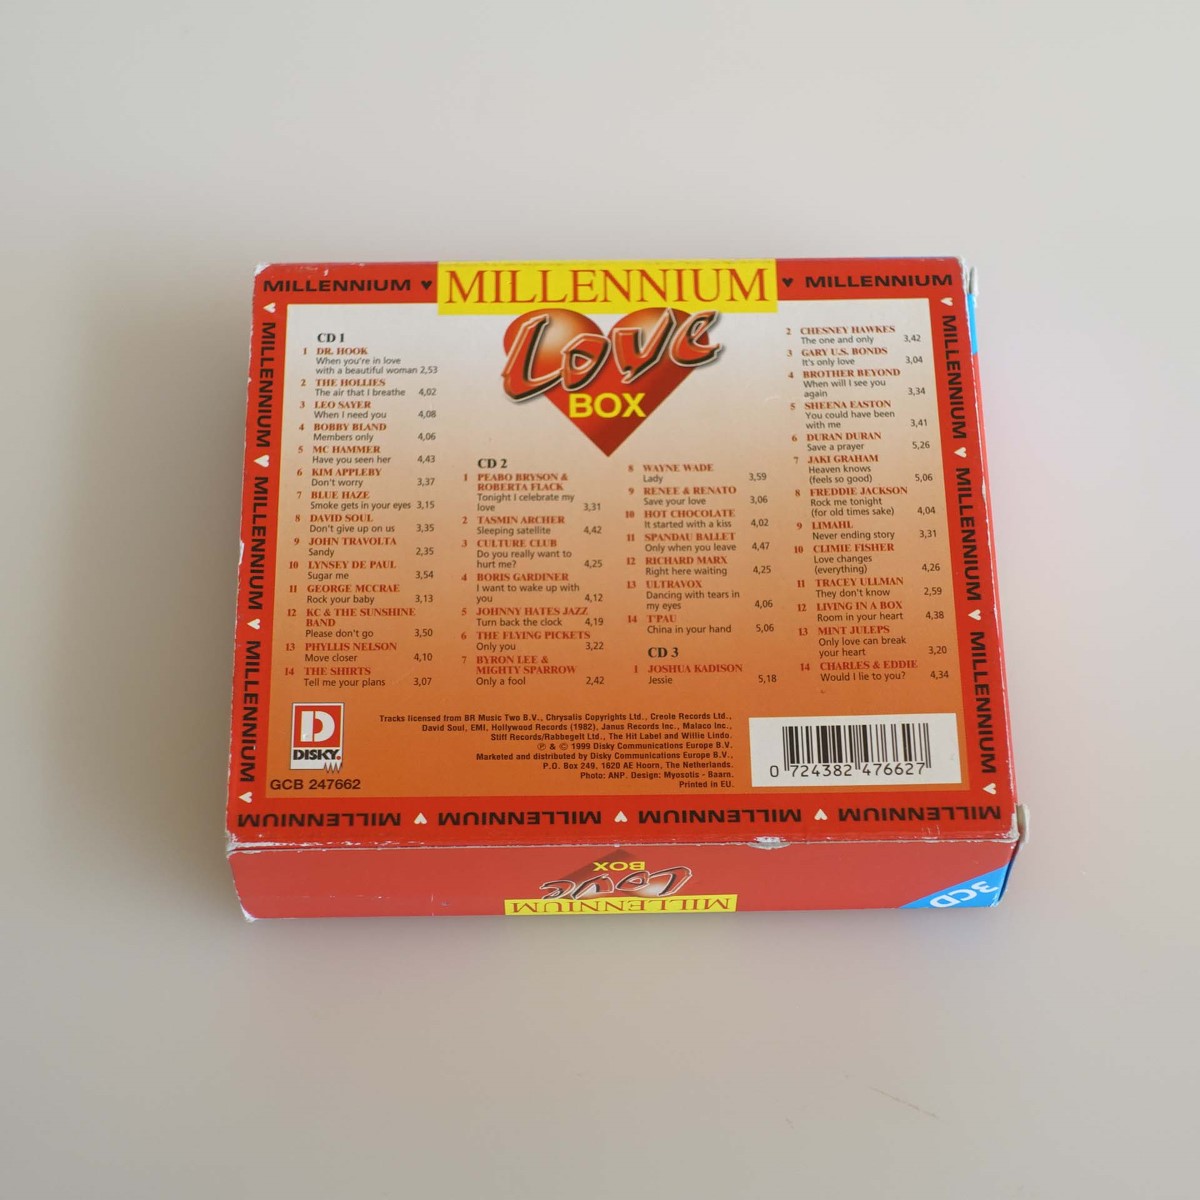 MILLENNIUM ♥
MILLENNIUM
♥ MILLENNIUM
Love
BOX
CD 1
1 DR. HOOK
When you're in love
with a beautiful woman 2,53
2 THE HOLLIES
The air that I breathe 4,02
3 LEO SAYER
When I need you 4,08
4 BOBBY BLAND
Members only 4,06
5 MC HAMMER
Have you seen her 4,43
6 KIM APPLEBY
Don't worry 3,37
7 BLUE HAZE
Smoke gets in your eyes 3,15
8 DAVID SOUL
Don't give up on us 3,35
9 JOHN TRAVOLTA
Sandy 2,35
10 LYNSEY DE PAUL
Sugar me 3,54
11 GEORGE MCCRAE
Rock your baby 3,13
12 KC & THE SUNSHINE
BAND
Please don't go 3,50
13 PHYLLIS NELSON
Move closer 4,10
14 THE SHIRTS
Tell me your plans 3,07
CD 2
1 PEABO BRYSON &
ROBERTA FLACK
Tonight I celebrate my
love 3,31
2 TASMIN ARCHER
Sleeping satellite 4,42
3 CULTURE CLUB
Do you really want to
hurt me? 4,25
4 BORIS GARDINER
I want to wake up with
you 4,12
5 JOHNNY HATES JAZZ
Turn back the clock 4,19
6 THE FLYING PICKETS
Only you 3,22
7 BYRON LEE &
MIGHTY SPARROW
Only a fool 2,42
8 WAYNE WADE
Lady 3,59
9 RENEE & RENATO
Save your love 3,06
10 HOT CHOCOLATE
It started with a kiss 4,02
11 SPANDAU BALLET
Only when you leave 4,47
12 RICHARD MARX
Right here waiting 4,25
13 ULTRAVOX
Dancing with tears in
my eyes 4,06
14 T'PAU
China in your hand 5,06
CD 3
1 JOSHUA KADISON
Jessie 5,18
2 CHESNEY HAWKES
The one and only 3,42
3 GARY U.S. BONDS
It's only love 3,04
4 BROTHER BEYOND
When will I see you
again 3,34
5 SHEENA EASTON
You could have been
with me 3,41
6 DURAN DURAN
Save a prayer 5,26
7 JAKI GRAHAM
Heaven knows
(feels so good) 5,06
8 FREDDIE JACKSON
Rock me tonight
(for old times sake) 4,04
9 LIMAHL
Never ending story 3,31
10 CLIMIE FISHER
Love changes
(everything) 4,26
11 TRACEY ULLMAN
They don't know 2,59
12 LIVING IN A BOX
Room in your heart 4,38
13 MINT JULEPS
Only love can break
your heart 3,20
14 CHARLES & EDDIE
Would I lie to you? 4,34
♥ MILLENNIUM ♥ MILLENNIUM ♥ MILLENNIUM ♥
♥ MILLENNIUM ♥ MILLENNIUM ♥ MILLENNIUM ♥
D
DISKY.
GCB 247662
Tracks licensed from BR Music Two B.V., Chrysalis Copyrights Ltd., Creole Records Ltd.,
David Soul, EMI, Hollywood Records (1982), Janus Records Inc., Malaco Inc.,
Stiff Records/Rabbegelt Ltd., The Hit Label and Willie Lindo.
℗ & © 1999 Disky Communications Europe B.V.
Marketed and distributed by Disky Communications Europe B.V.,
P.O. Box 249, 1620 AE Hoorn, The Netherlands.
Photo: ANP. Design: Myosotis - Baarn.
Printed in EU.
0 724382 476627
MILLENNIUM ♥ MILLENNIUM ♥ MILLENNIUM ♥ MILLENNIUM
MILLENNIUM
Love
BOX
3CD